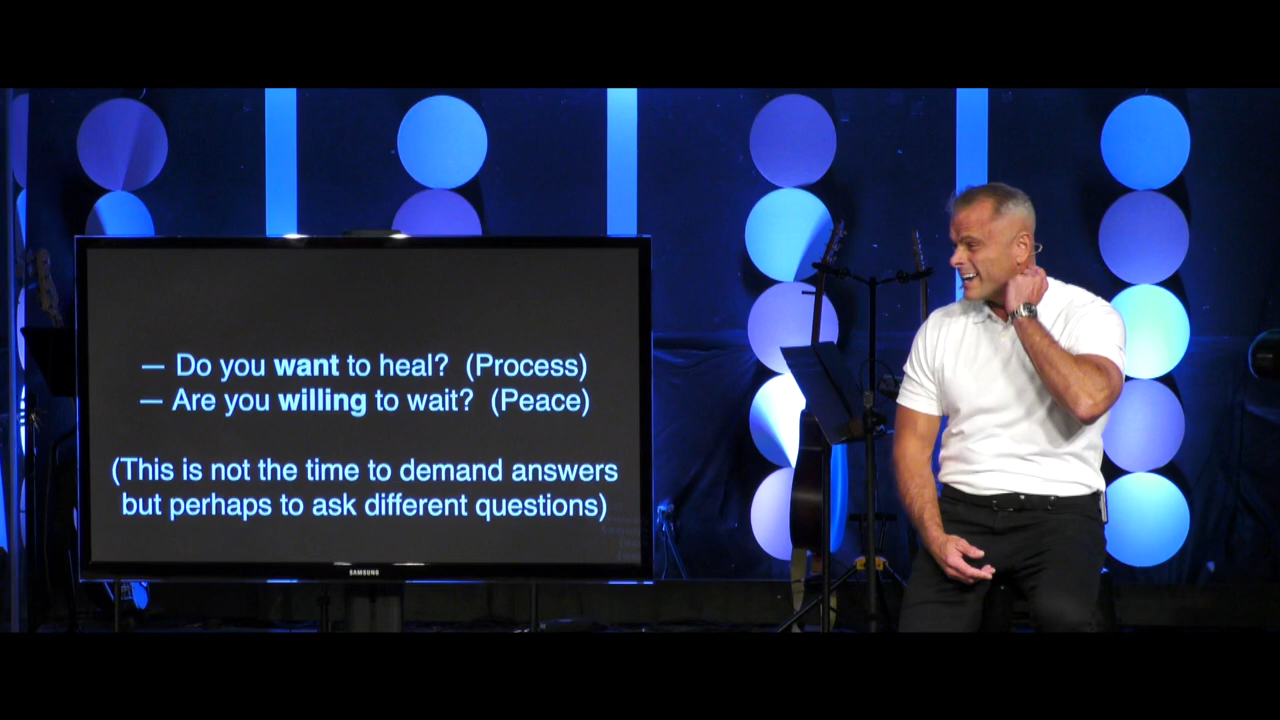 — Do you want to heal?  (Process)
— Are you willing to wait?  (Peace)
(This is not the time to demand answers
but perhaps to ask different questions)
SAMSUNG